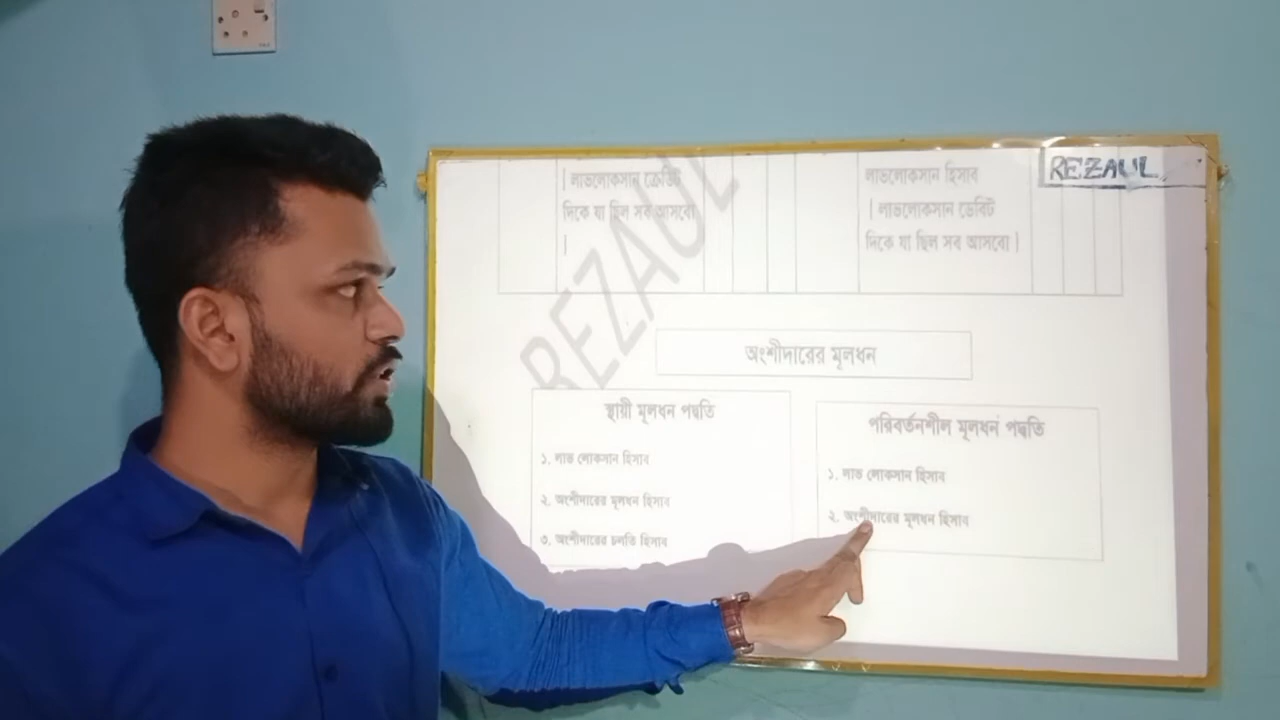 | লাভলোকসান ক্রেডিট
দিকে যা ছিল সব আসবো
|
লাভলোকসান হিসাব
| লাভলোকসান ডেবিট
দিকে যা ছিল সব আসবো |
REZAUL
REZAUL
অংশীদারের মূলধন
স্থায়ী মূলধন পদ্ধতি
১. লাভ লোকসান হিসাব
২. অংশীদারের মূলধন হিসাব
৩. অংশীদারের চলতি হিসাব
পরিবর্তনশীল মূলধন পদ্ধতি
১. লাভ লোকসান হিসাব
২. অংশীদারের মূলধন হিসাব